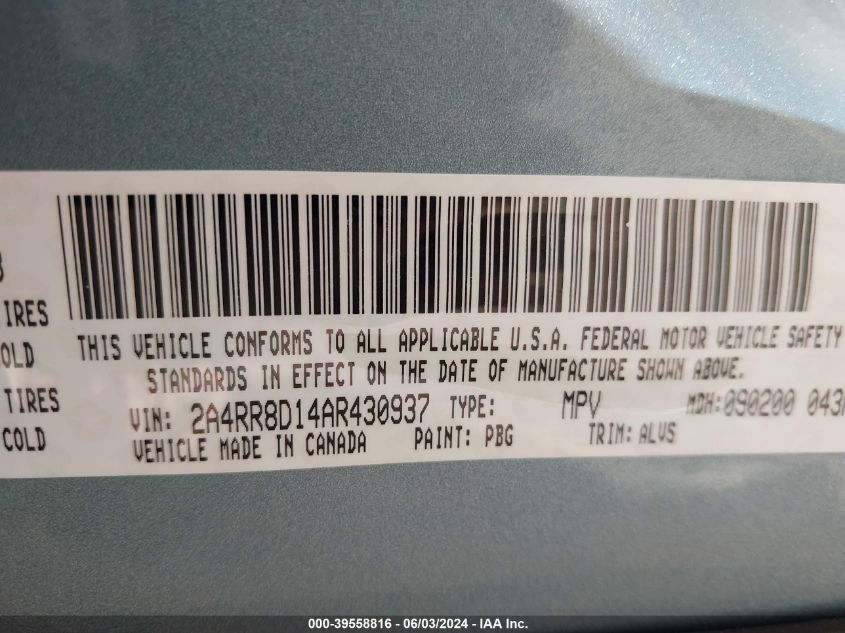 IRES
OLD
TIRES
COLD
THIS VEHICLE CONFORMS TO ALL APPLICABLE U.S.A. FEDERAL MOTOR VEHICLE SAFETY
STANDARDS IN EFFECT ON THE DATE OF MANUFACTURE SHOWN ABOVE.
VIN: 2A4RR8D14AR430937 TYPE: MPV MDH: 090200 043
VEHICLE MADE IN CANADA PAINT: PBG TRIM: ALVS
000-39558816 - 06/03/2024 - IAA Inc.